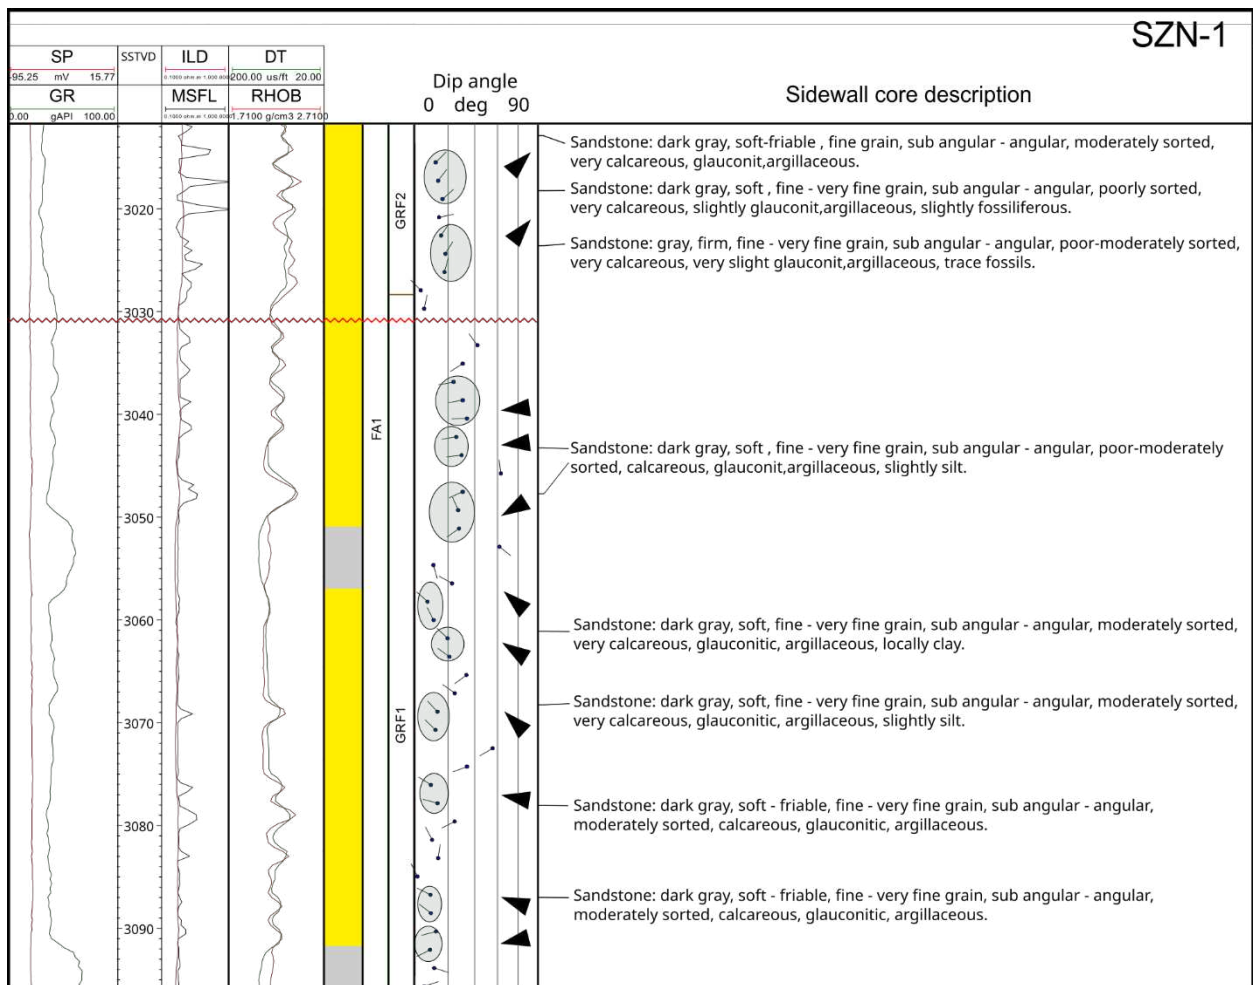 SZN-1
SP
SSTVD
ILD
DT
-95.25 mV 15.77
200.00 us/ft 20.00
GR
MSFL
RHOB
0.00 gAPI 100.00
1.7100 g/cm3 2.7100
Dip angle
0 deg 90
Sidewall core description
Sandstone: dark gray, soft-friable , fine grain, sub angular - angular, moderately sorted,
very calcareous, glauconit,argillaceous.
Sandstone: dark gray, soft , fine - very fine grain, sub angular - angular, poorly sorted,
very calcareous, slightly glauconit,argillaceous, slightly fossiliferous.
Sandstone: gray, firm, fine - very fine grain, sub angular - angular, poor-moderately sorted,
very calcareous, very slight glauconit,argillaceous, trace fossils.
Sandstone: dark gray, soft , fine - very fine grain, sub angular - angular, poor-moderately
sorted, calcareous, glauconit,argillaceous, slightly silt.
Sandstone: dark gray, soft, fine - very fine grain, sub angular - angular, moderately sorted,
very calcareous, glauconitic, argillaceous, locally clay.
Sandstone: dark gray, soft, fine - very fine grain, sub angular - angular, moderately sorted,
very calcareous, glauconitic, argillaceous, slightly silt.
Sandstone: dark gray, soft - friable, fine - very fine grain, sub angular - angular,
moderately sorted, calcareous, glauconitic, argillaceous.
Sandstone: dark gray, soft - friable, fine - very fine grain, sub angular - angular,
moderately sorted, calcareous, glauconitic, argillaceous.
3020
3030
3040
3050
3060
3070
3080
3090
FA1
GRF2
GRF1